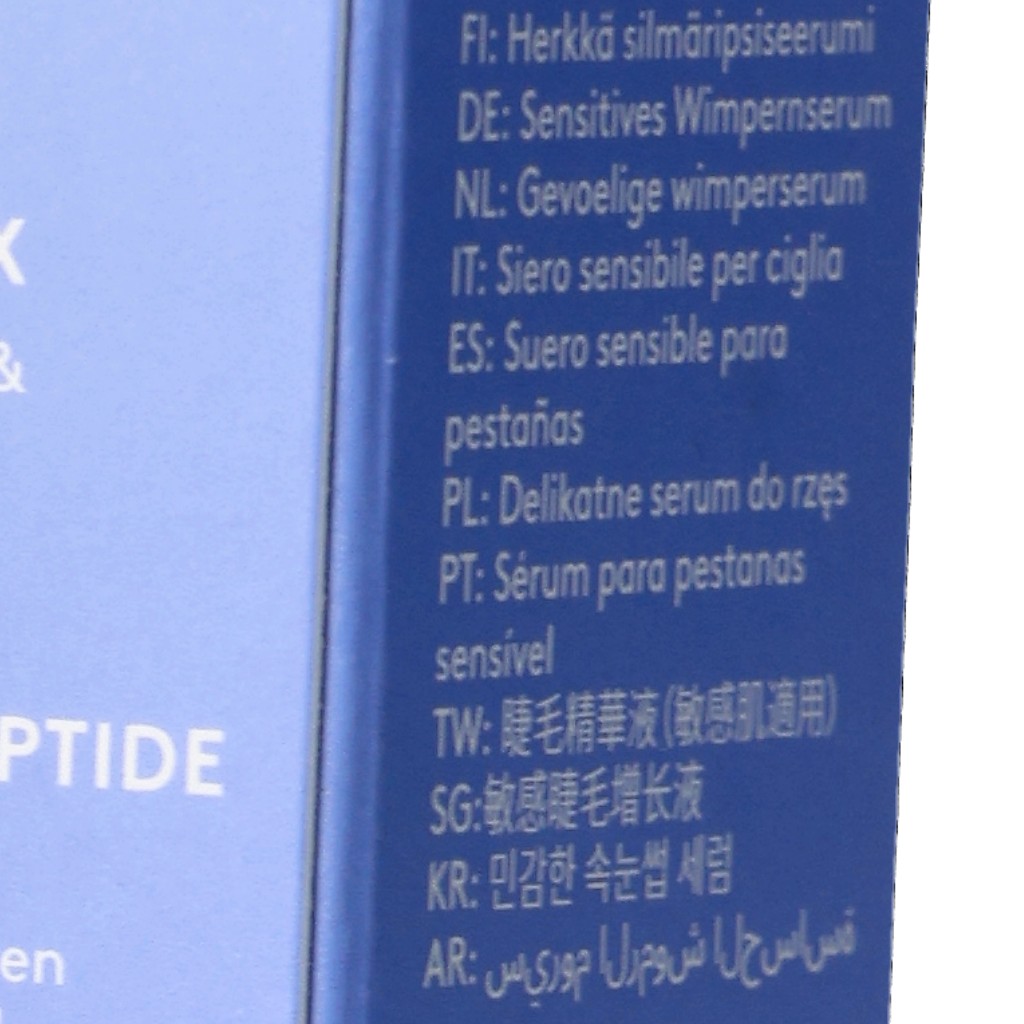 X
&
PTIDE
en
FI: Herkkä silmäripsiseerumi
DE: Sensitives Wimpernserum
NL: Gevoelige wimperserum
IT: Siero sensibile per ciglia
ES: Suero sensible para
pestañas
PL: Delikatne serum do rzęs
PT: Sérum para pestanas
sensível
TW: 睫毛精華液 (敏感肌適用)
SG:敏感睫毛增长液
KR: 민감한 속눈썹 세럼
AR: سيروم الرموش الحساسة